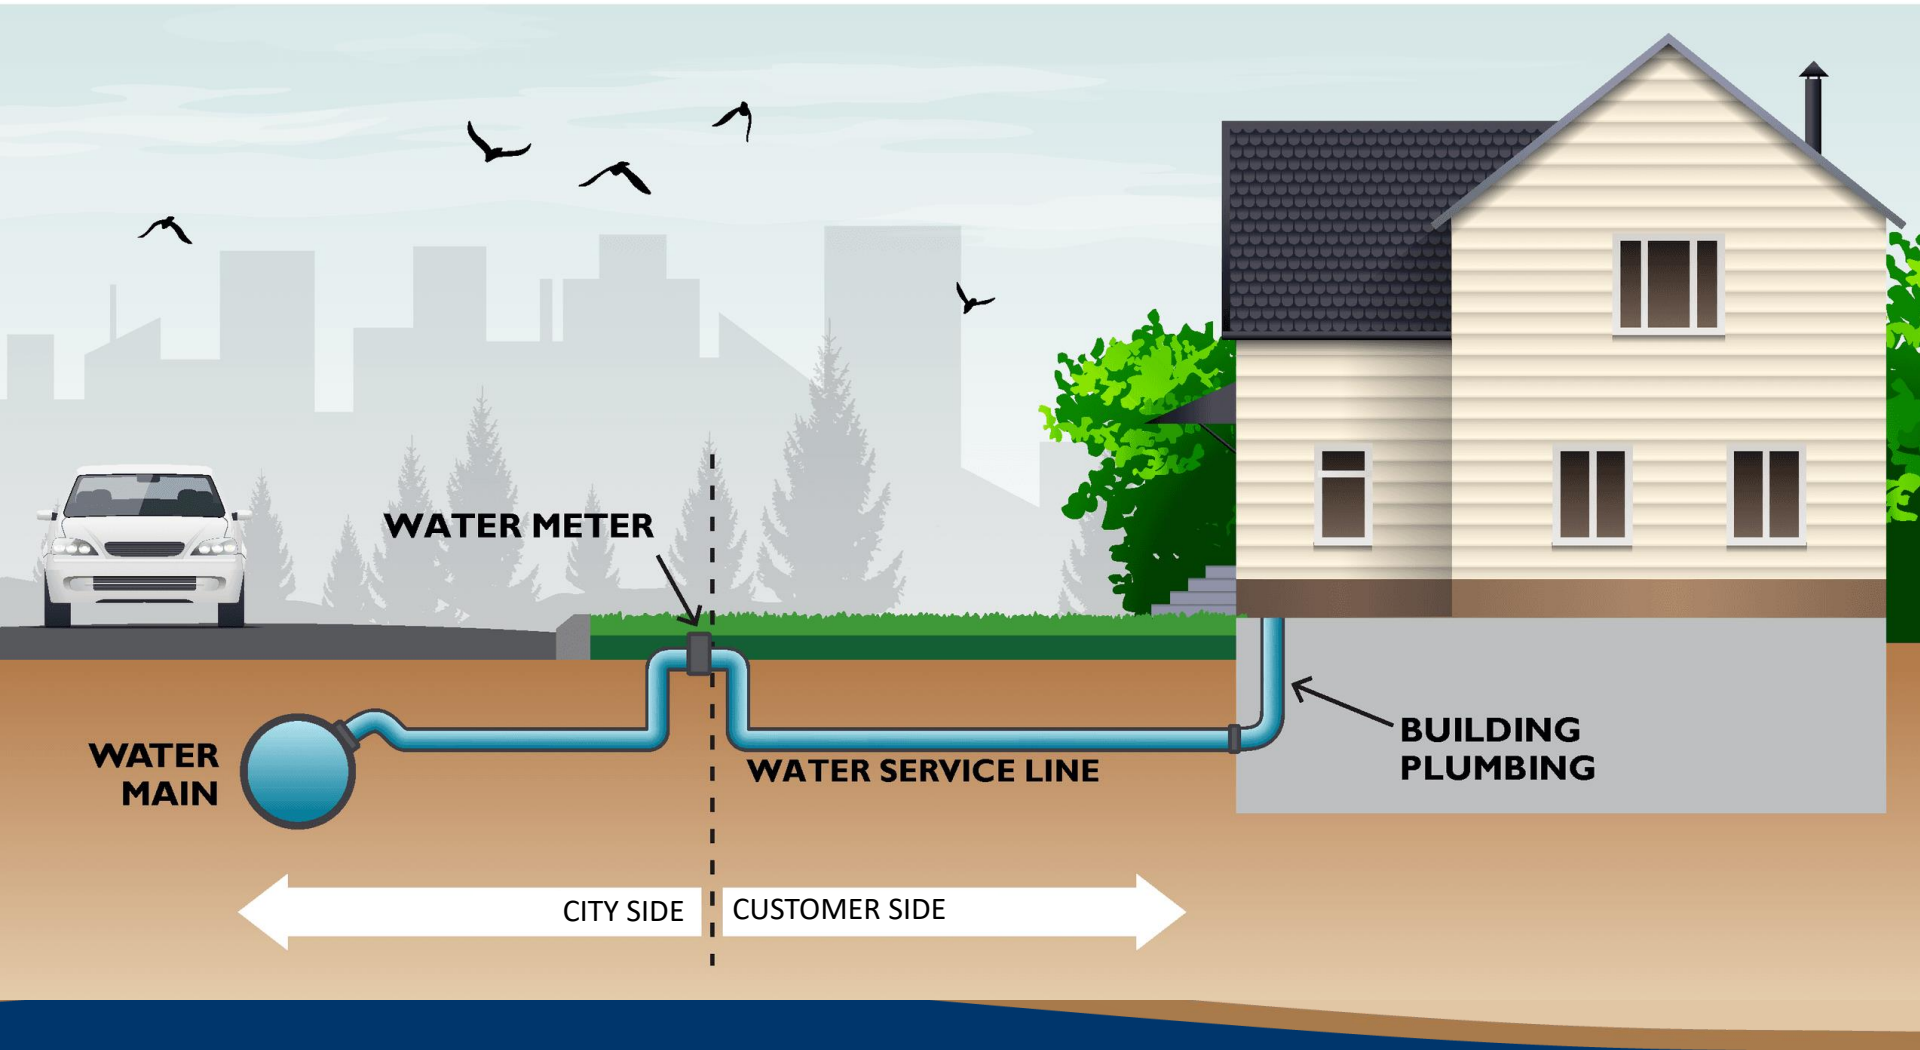 WATER METER
WATER
MAIN
WATER SERVICE LINE
BUILDING
PLUMBING
CITY SIDE
CUSTOMER SIDE